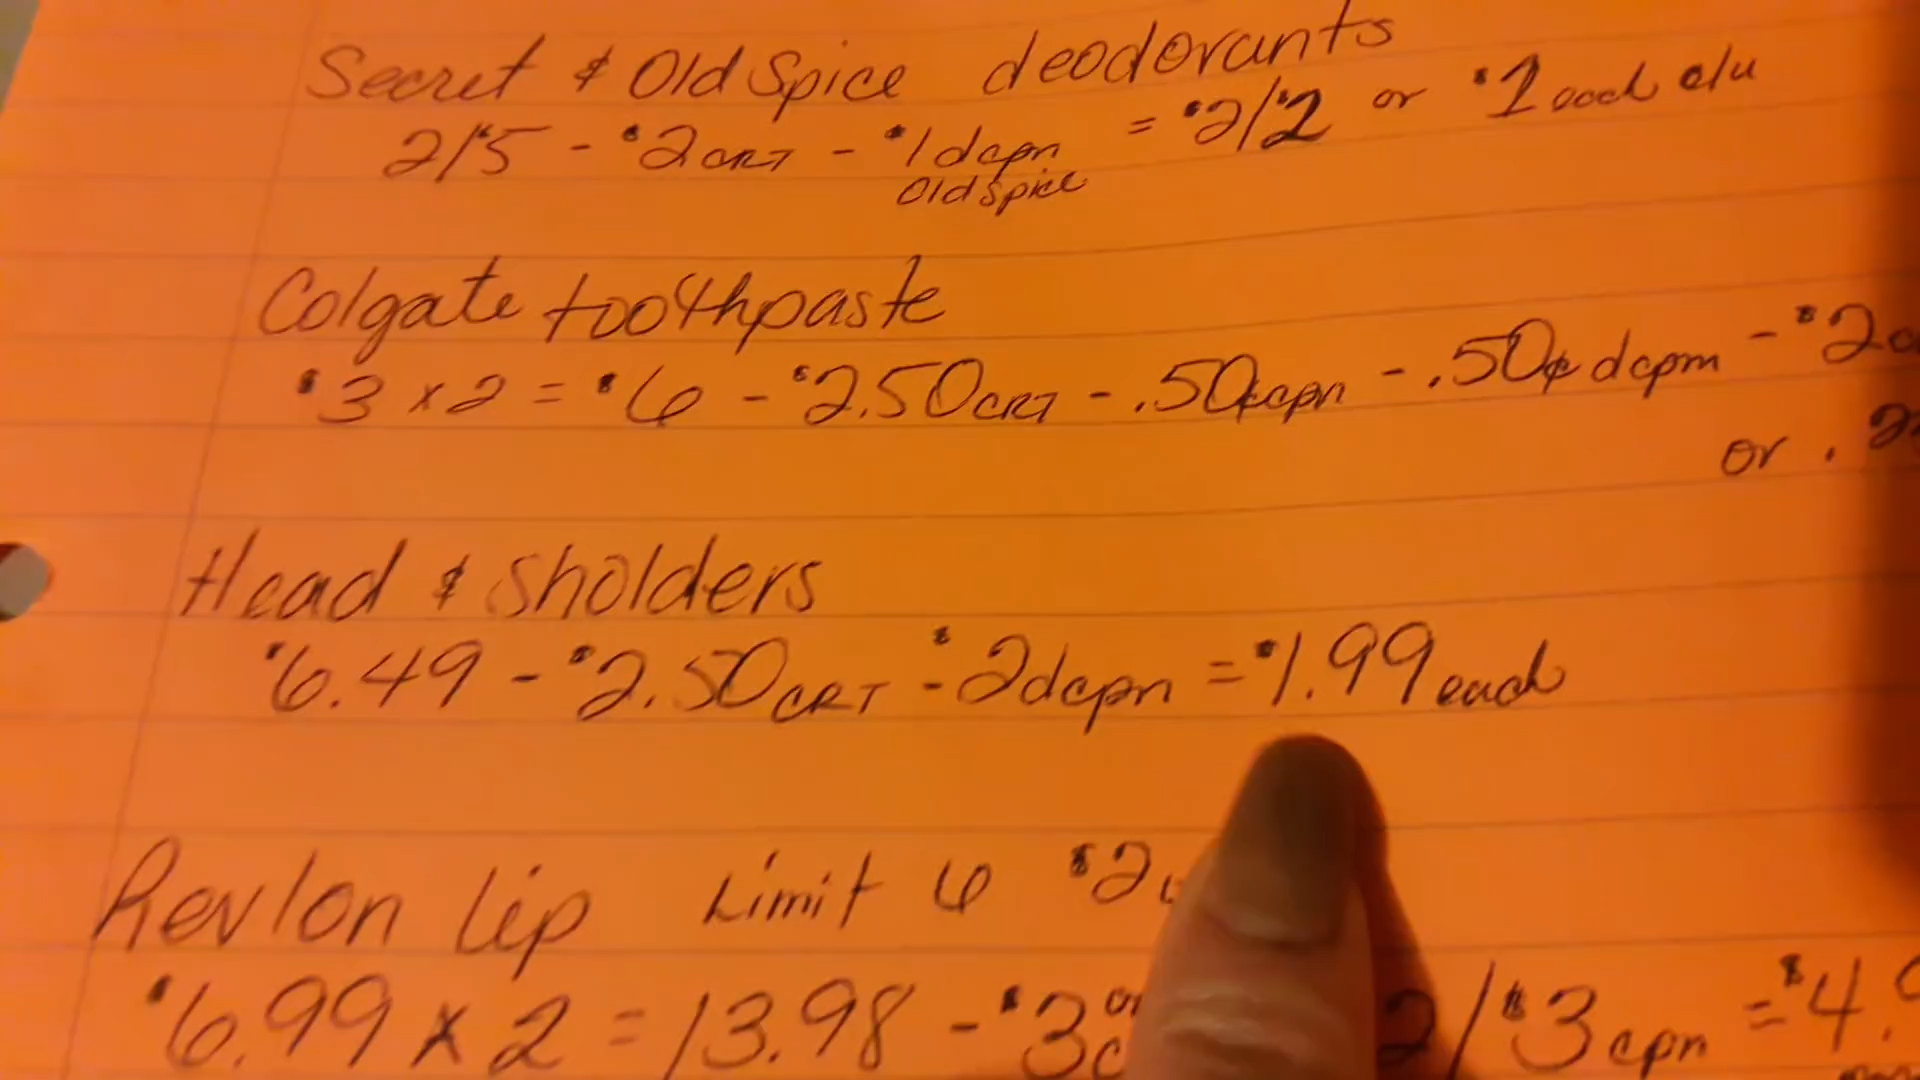 Secret & Old Spice deodorants
2/$5 - $2 CRT - $1 dcpn = $2/2 or $1 each c/u
Old Spice
Colgate toothpaste
$3 x 2 = $6 - $2.50 CRT - .50¢ cpn - .50¢ dcpm - $2
or .2
Head & Sholders
$6.49 - $2.50 CRT - $2 dcpn = $1.99 each
Revlon Lip Limit 6 $2
$6.99 x 2 = 13.98 - $3 2/$3 cpn = $4.